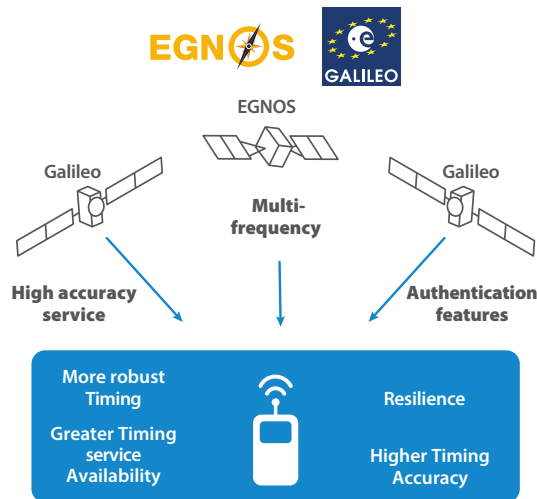 EGNOS
GALILEO
EGNOS
Galileo
Galileo
Multi-
frequency
High accuracy
service
Authentication
features
More robust
Timing
Greater Timing
service
Availability
Resilience
Higher Timing
Accuracy